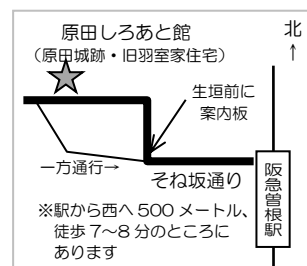 原田しろあと館
（原田城跡・旧羽室家住宅）
北
↑
生垣前に
案内板
一方通行→
そね坂通り
阪急曽根駅
※駅から西へ500メートル、
徒歩7～8分のところに
あります